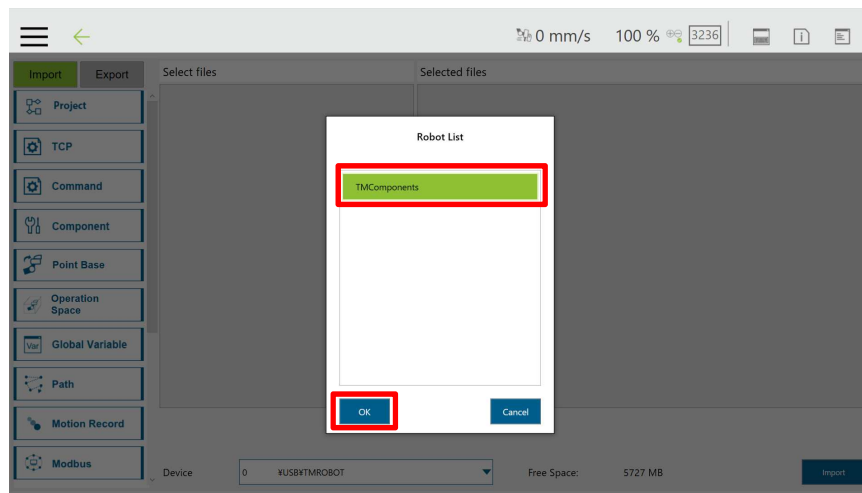 0 mm/s 100 % 3236
Import Export Select files Selected files
Project
TCP
Command
Component
Point Base
Operation
Space
Var Global Variable
Path
Motion Record
Modbus
Robot List
TMComponents
OK Cancel
Device 0 ¥USB¥TMROBOT Free Space: 5727 MB Import